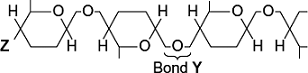 O O O O
H H H O H H H H
Z O
Bond Y